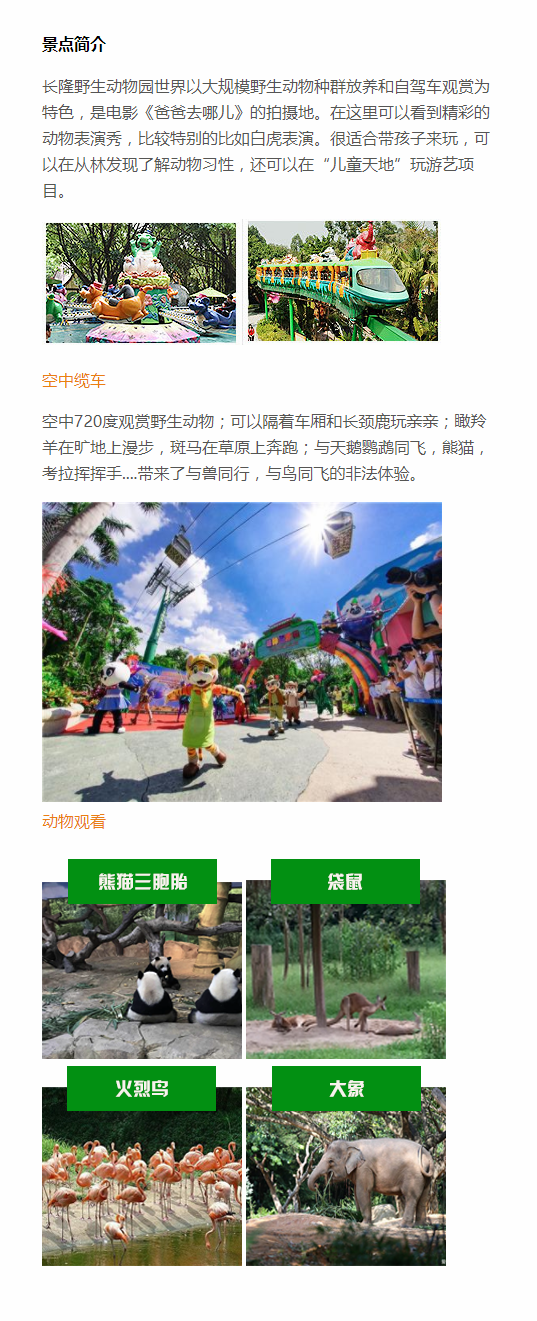 景点简介
长隆野生动物园世界以大规模野生动物种群放养和自驾车观赏为
特色，是电影《爸爸去哪儿》的拍摄地。在这里可以看到精彩的
动物表演秀，比较特别的比如白虎表演。很适合带孩子来玩，可
以在从林发现了解动物习性，还可以在“儿童天地”玩游艺项
目。
空中缆车
空中720度观赏野生动物；可以隔着车厢和长颈鹿玩亲亲；瞰羚
羊在旷地上漫步，斑马在草原上奔跑；与天鹅鹦鹉同飞，熊猫，
考拉挥挥手....带来了与兽同行，与鸟同飞的非法体验。
动物观看
熊猫三胞胎
袋鼠
火烈鸟
大象